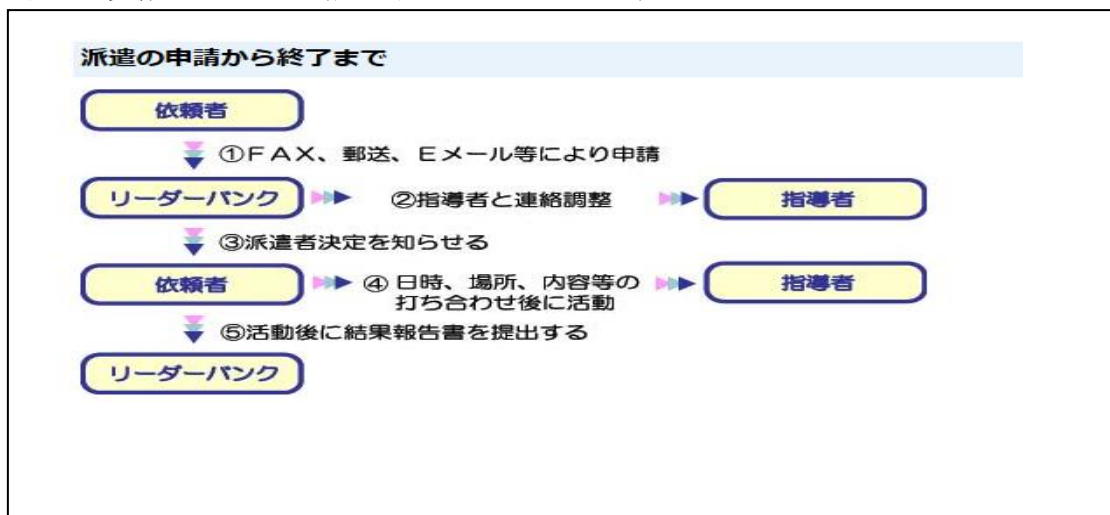 派遣の申請から終了まで
依頼者
①FAX、郵送、Eメール等により申請
リーダーバンク
②指導者と連絡調整
指導者
③派遣者決定を知らせる
依頼者
④ 日時、場所、内容等の
打ち合わせ後に活動
指導者
⑤活動後に結果報告書を提出する
リーダーバンク